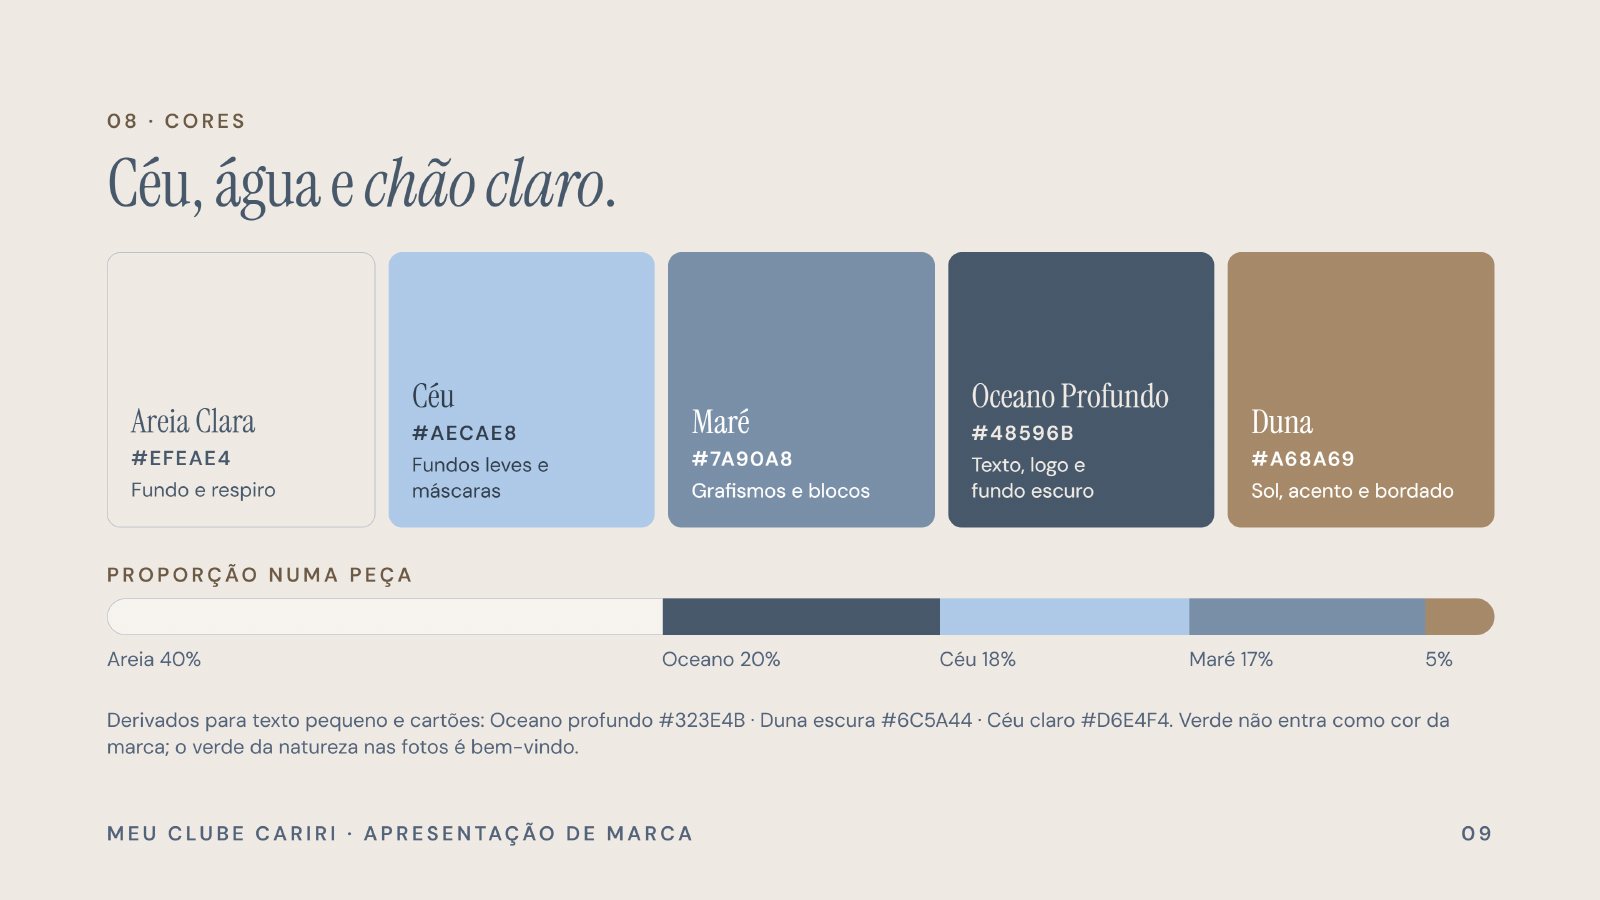 08 · CORES
Céu, água e chão claro.
Areia Clara
#EFEAE4
Fundo e respiro
Céu
#AECAE8
Fundos leves e
máscaras
Maré
#7A90A8
Grafismos e blocos
Oceano Profundo
#48596B
Texto, logo e
fundo escuro
Duna
#A68A69
Sol, acento e bordado
PROPORÇÃO NUMA PEÇA
Areia 40%
Oceano 20%
Céu 18%
Maré 17%
5%
Derivados para texto pequeno e cartões: Oceano profundo #323E4B · Duna escura #6C5A44 · Céu claro #D6E4F4. Verde não entra como cor da
marca; o verde da natureza nas fotos é bem-vindo.
MEU CLUBE CARIRI · APRESENTAÇÃO DE MARCA
09